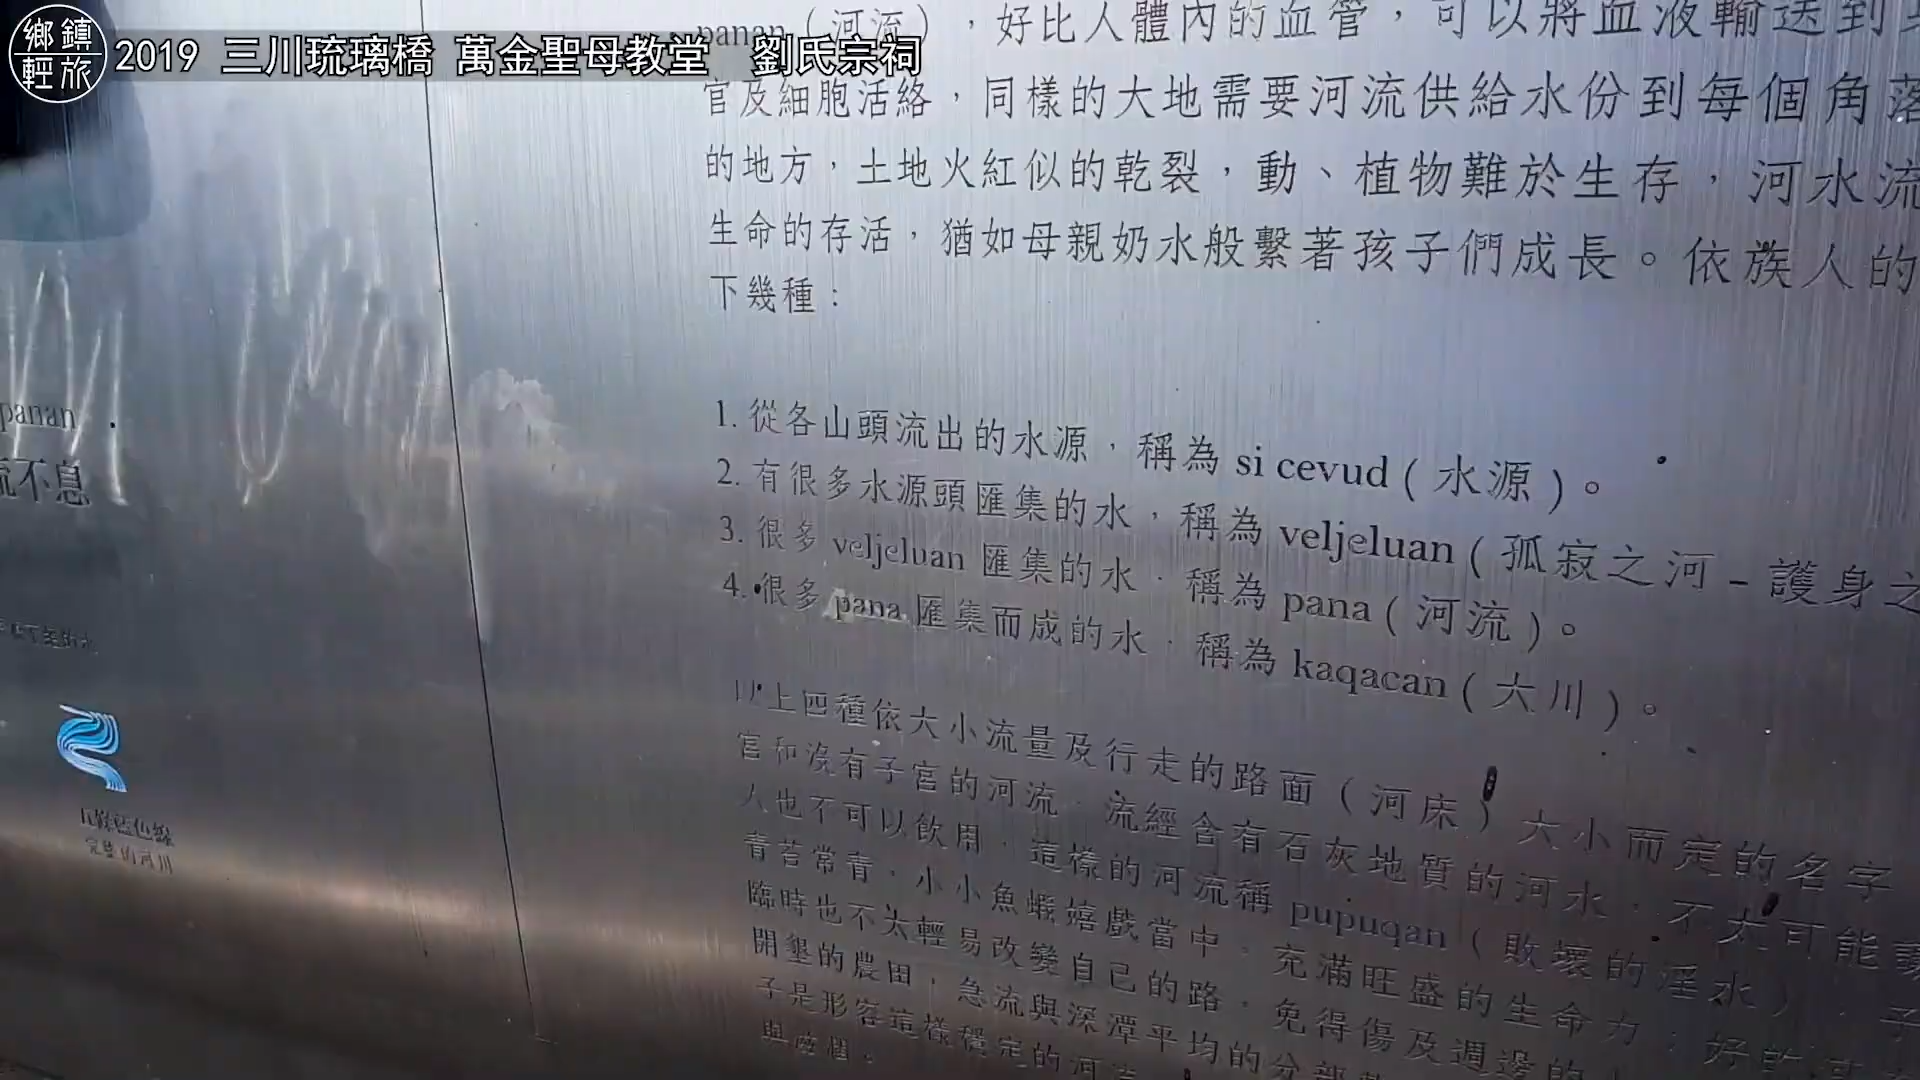 鄉鎮
輕旅
2019 三川琉璃橋 萬金聖母教堂 劉氏宗祠
panan（河流），好比人體內的血管，可以將血液輸送到
官及細胞活絡，同樣的大地需要河流供給水份到每個角落
的地方，土地火紅似的乾裂，動、植物難於生存，河水流
生命的存活，猶如母親奶水般繫著孩子們成長。依族人的
下幾種：
1. 從各山頭流出的水源，稱為 si cevud（水源）。
2. 有很多水源頭匯集的水，稱為 veljeluan（孤寂之河–護身之
3. 很多 veljeluan 匯集的水，稱為 pana（河流）。
4. 很多 pana 匯集而成的水，稱為 kaqacan（大川）。
以上四種依大小流量及行走的路面（河床）大小而定的名字
宮和沒有子宮的河流，流經含有石灰地質的河水，不太可能讓
人也不可以飲用，這樣的河流稱 pupuqan（敗壞的淫水），子
青苔常青，小小魚蝦嬉戲當中，充滿旺盛的生命力；好
臨時也不太輕易改變自己的路，免得傷及週邊的
開墾的農田，急流與深潭平均的分
子是形容這樣穩定的河
panan
流不息
完整的河川